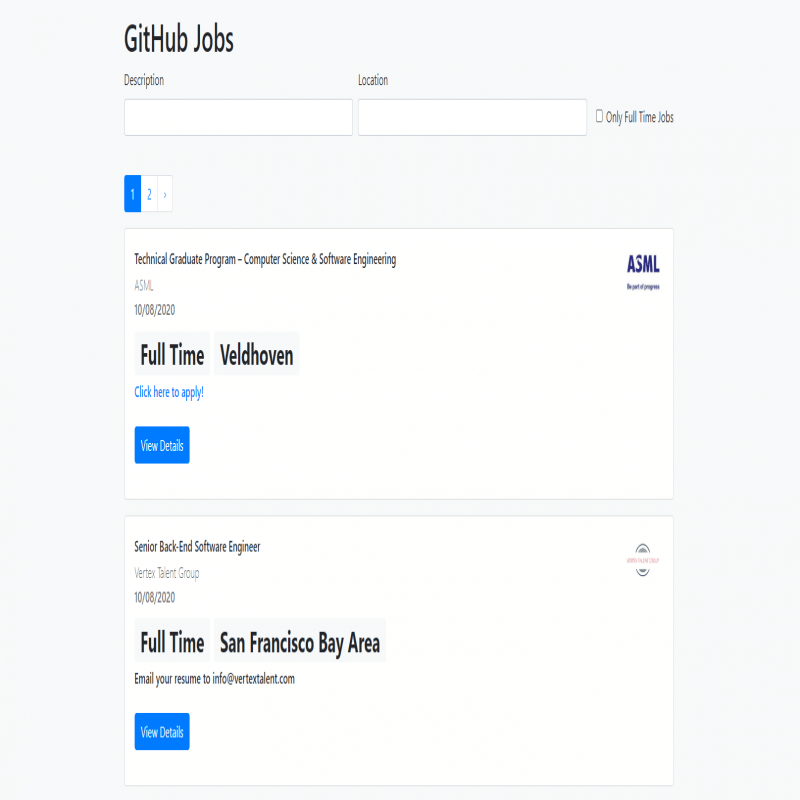 GitHub Jobs
Description Location
Only Full Time Jobs
1 2 ›
Technical Graduate Program – Computer Science & Software Engineering
ASML
ASML
Be part of progress
10/08/2020
Full Time Veldhoven
Click here to apply!
View Details
Senior Back-End Software Engineer
VERTEX TALENT GROUP
Vertex Talent Group
10/08/2020
Full Time San Francisco Bay Area
Email your resume to info@vertextalent.com
View Details